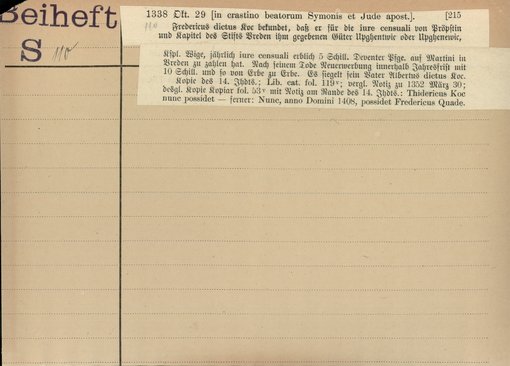 Beiheft
S 110
1338 Okt. 29 [in crastino beatorum Symonis et Jude apost.]. [215
110
Fredericus dictus Koc bekundet, daß er für die iure censuali von Pröpstin
und Kapitel des Stifts Vreden ihm gegebenen Güter Upghentwic oder Upghenewic,
Kspl. Wige, jährlich iure censuali erblich 5 Schill. Deventer Pfge. auf Martini in
Vreden zu zahlen hat. Nach seinem Tode Neuerwerbung innerhalb Jahresfrist mit
10 Schill. und so von Erbe zu Erbe. Es siegelt sein Vater Albertus dictus Koc.
Kopie des 14. Jhdts.; Lib. cat. fol. 119v; vergl. Notiz zu 1352 März 30;
desgl. Kopie Kopiar fol. 53v mit Notiz am Rande des 14. Jhdts.: Thidericus Koc
nunc possidet — ferner: Nunc, anno Domini 1408, possidet Fredericus Quade.